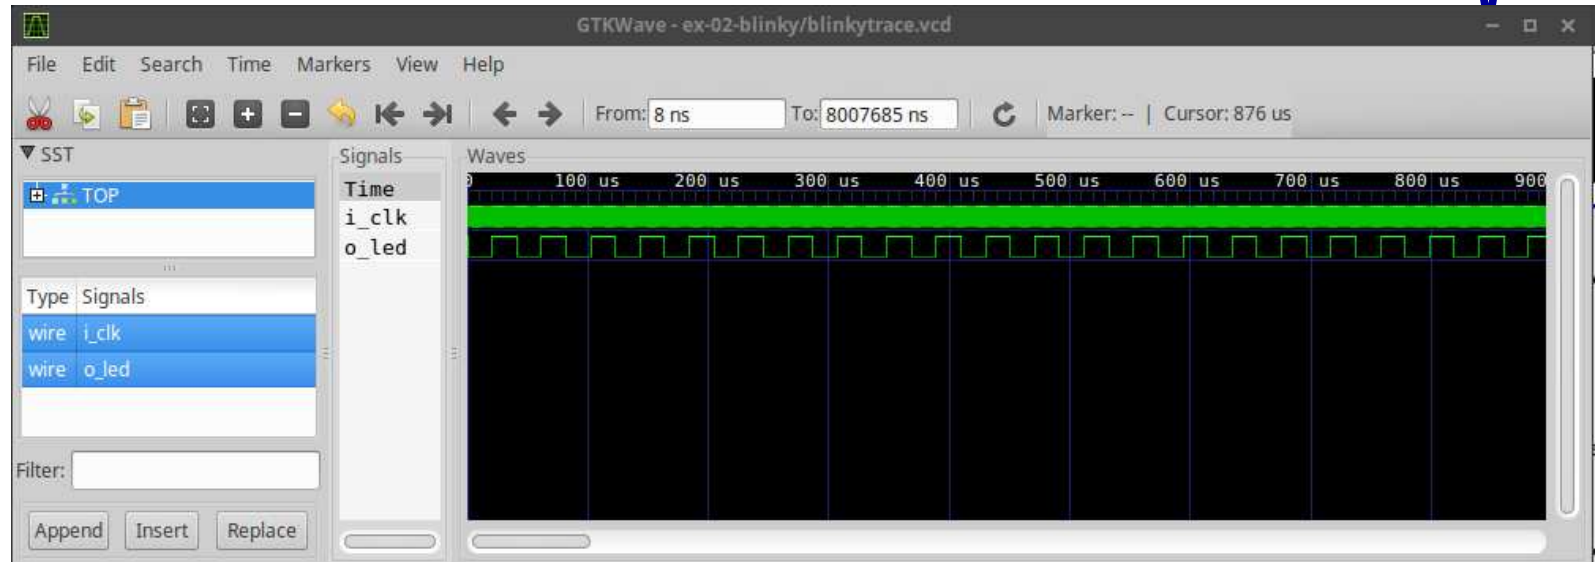 GTKWave - ex-02-blinky/blinkytrace.vcd
File Edit Search Time Markers View Help
From: 8 ns To: 8007685 ns Marker: -- | Cursor: 876 us
SST
TOP
Type Signals
wire i_clk
wire o_led
Filter:
Append Insert Replace
Signals
Time
i_clk
o_led
Waves
0 100 us 200 us 300 us 400 us 500 us 600 us 700 us 800 us 900